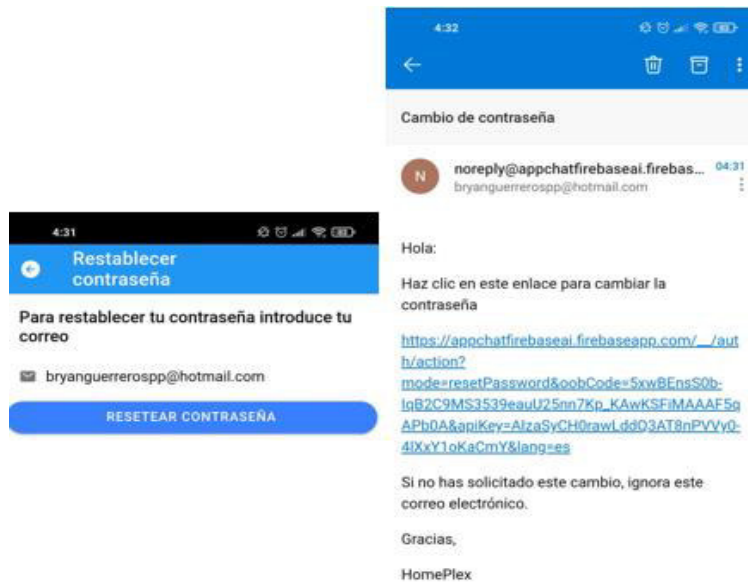 4:31
Restablecer
contraseña
Para restablecer tu contraseña introduce tu
correo
bryanguerrerospp@hotmail.com
RESETEAR CONTRASEÑA
4:32
Cambio de contraseña
N
noreply@appchatfirebaseai.firebas...
04:31
bryanguerrerospp@hotmail.com
Hola:
Haz clic en este enlace para cambiar la
contraseña
https://appchatfirebaseai.firebaseapp.com/__/aut
h/action?
mode=resetPassword&oobCode=5xwBEnsS0b-
IqB2C9MS3539eauU25nn7Kp_KAwKSFiMAAAF5q
APb0A&apiKey=AIzaSyCH0rawLddQ3AT8nPVVy0-
4lXxY1oKaCmY&lang=es
Si no has solicitado este cambio, ignora este
correo electrónico.
Gracias,
HomePlex